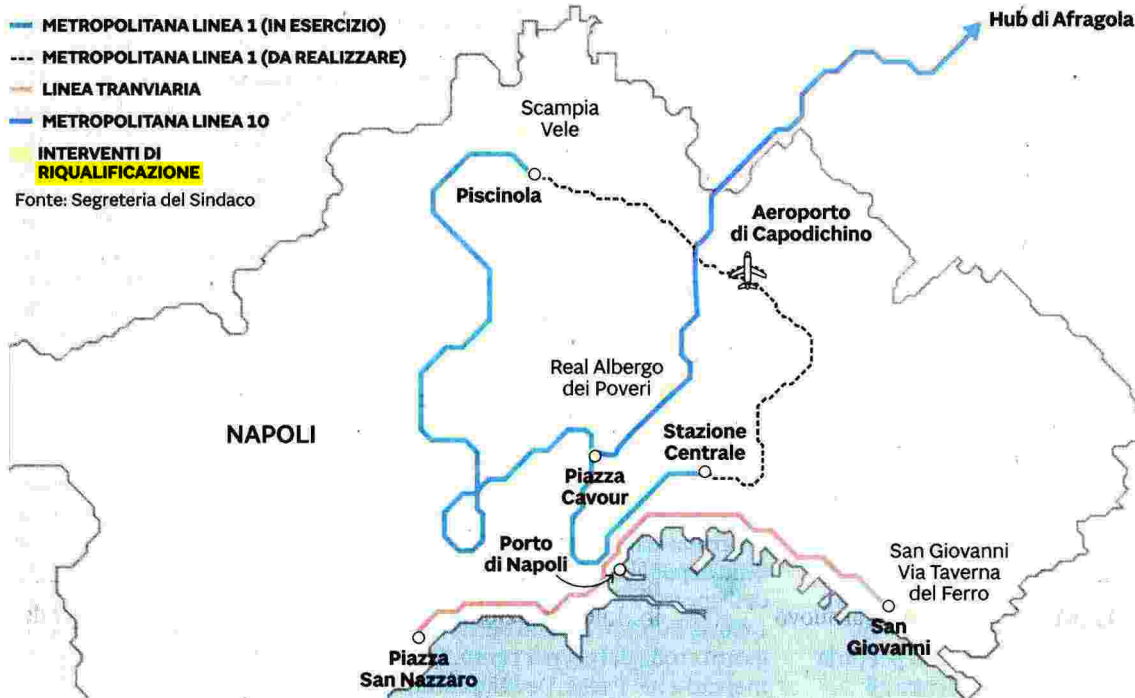 METROPOLITANA LINEA 1 (IN ESERCIZIO)
METROPOLITANA LINEA 1 (DA REALIZZARE)
LINEA TRANVIARIA
METROPOLITANA LINEA 10
INTERVENTI DI
RIQUALIFICAZIONE
Fonte: Segreteria del Sindaco
Hub di Afragola
Scampia
Vele
Piscinola
Aeroporto
di Capodichino
Real Albergo
dei Poveri
NAPOLI
Stazione
Centrale
Piazza
Cavour
Porto
di Napoli
San Giovanni
Via Taverna
del Ferro
San
Giovanni
Piazza
San Nazzaro